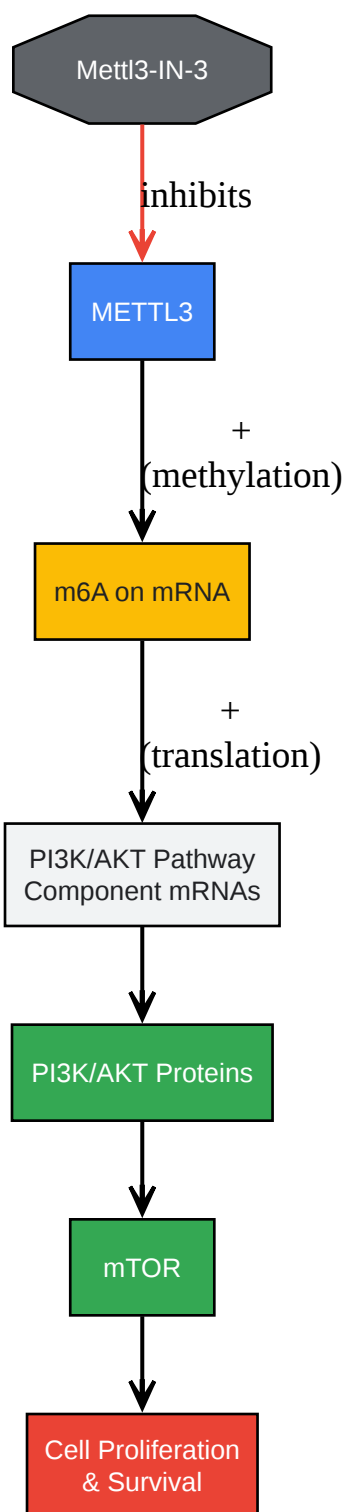 Mettl3-IN-3
inhibits
METTL3
+
(methylation)
m6A on mRNA
+
(translation)
PI3K/AKT Pathway
Component mRNAs
PI3K/AKT Proteins
mTOR
Cell Proliferation
& Survival